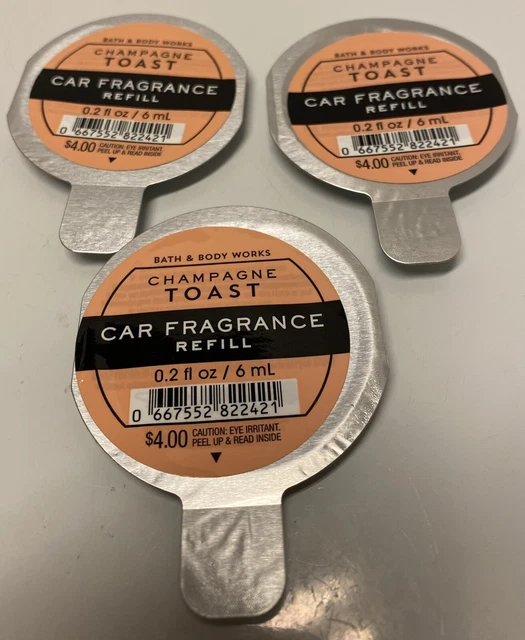 BATH & BODY WORKS
CHAMPAGNE
TOAST
CAR FRAGRANCE
REFILL
0.2 fl oz / 6 mL
0 667552 822421
$4.00 CAUTION: EYE IRRITANT.
PEEL UP & READ INSIDE
BATH & BODY WORKS
CHAMPAGNE
TOAST
CAR FRAGRANCE
REFILL
0.2 fl oz / 6 mL
0 667552 822421
$4.00 CAUTION: EYE IRRITANT.
PEEL UP & READ INSIDE
BATH & BODY WORKS
CHAMPAGNE
TOAST
CAR FRAGRANCE
REFILL
0.2 fl oz / 6 mL
0 667552 822421
$4.00 CAUTION: EYE IRRITANT.
PEEL UP & READ INSIDE